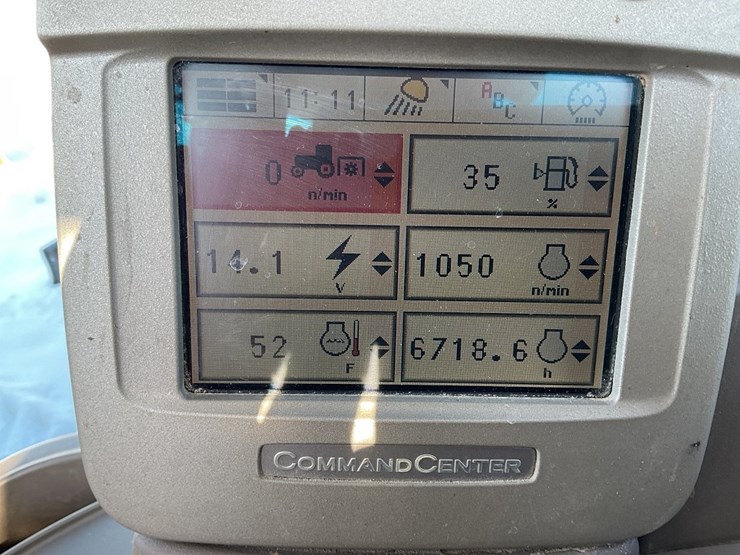 11:11
ABC
0
n/min
35
%
14.1
V
1050
n/min
52
F
6718.6
h
COMMANDCENTER